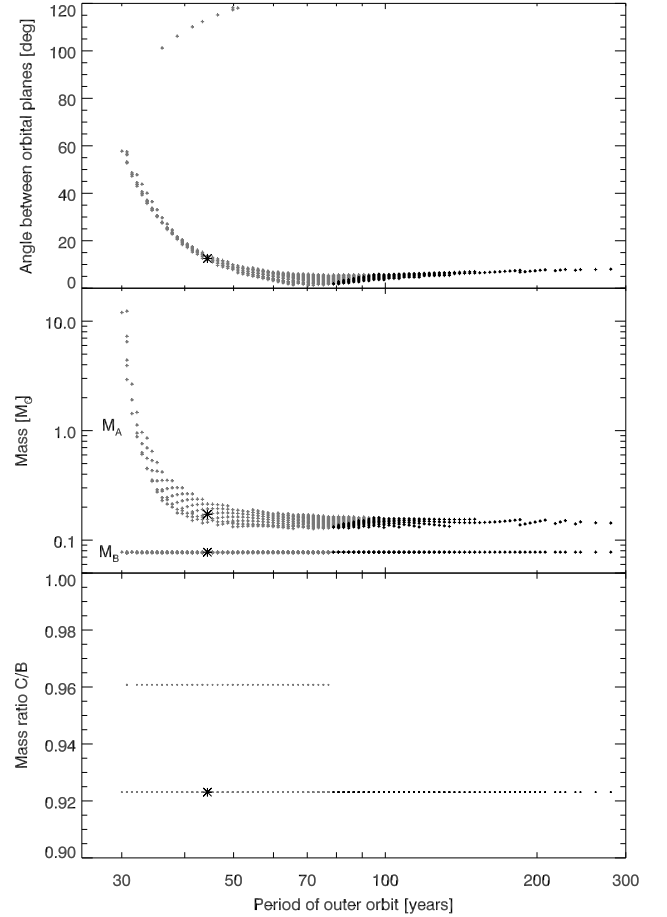 120
100
80
60
40
20
0
Angle between orbital planes [deg]
10.0
1.0
0.1
Mass [M☉]
M_A
M_B
1.00
0.98
0.96
0.94
0.92
0.90
Mass ratio C/B
30 50 70 100 200 300
Period of outer orbit [years]